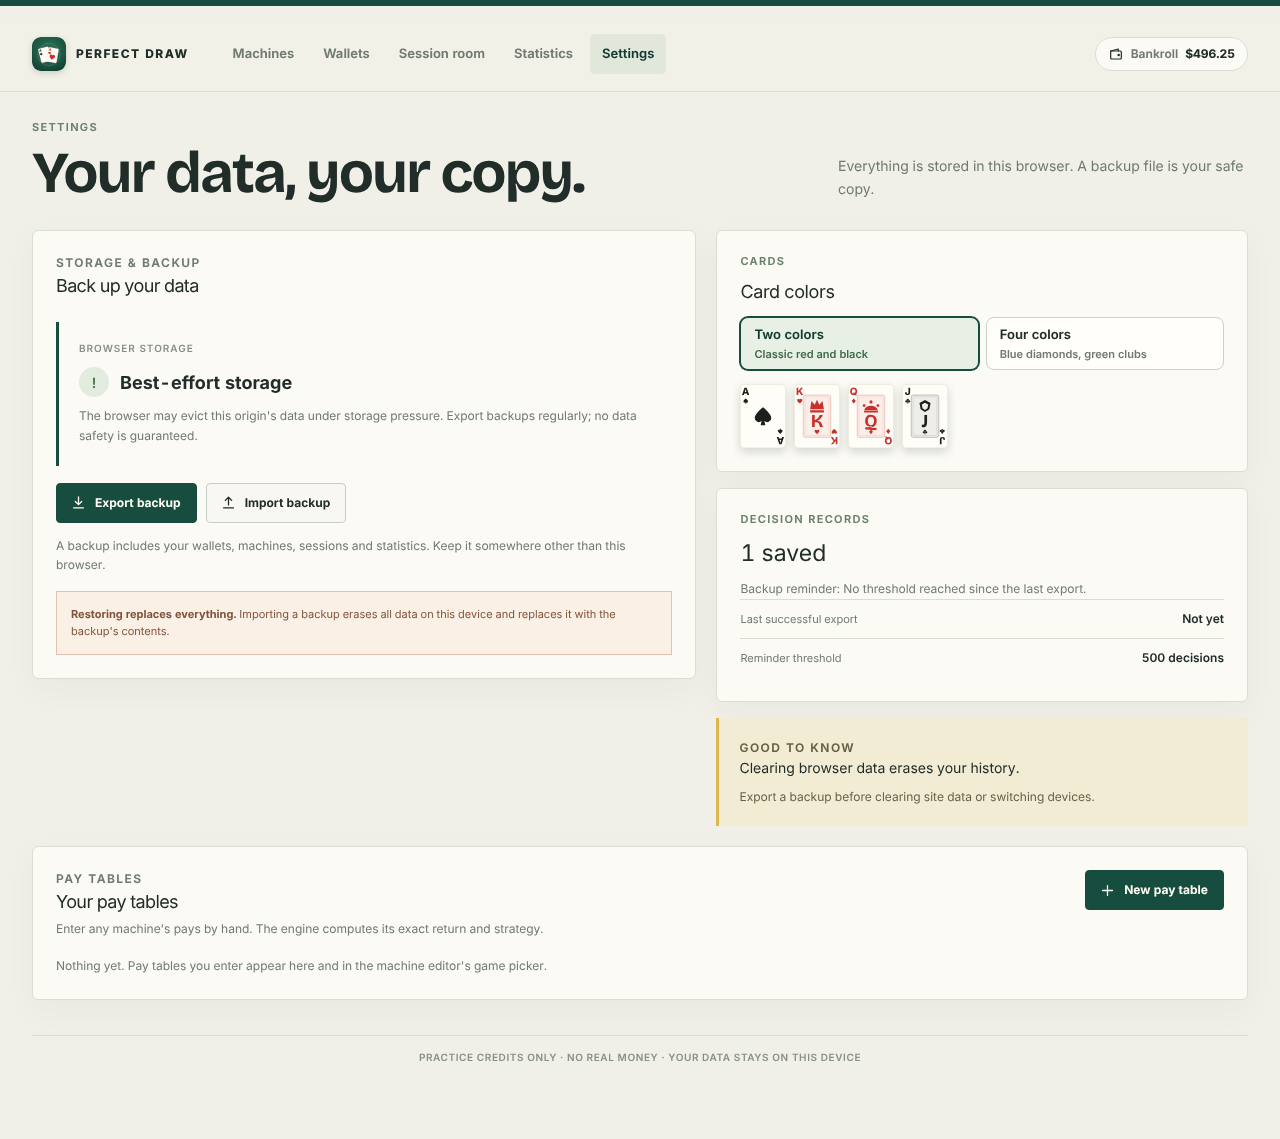 PERFECT DRAW
Machines
Wallets
Session room
Statistics
Settings
Bankroll $496.25
SETTINGS
Your data, your copy.
Everything is stored in this browser. A backup file is your safe
copy.
STORAGE & BACKUP
Back up your data
BROWSER STORAGE
! Best-effort storage
The browser may evict this origin's data under storage pressure. Export backups regularly; no data
safety is guaranteed.
Export backup
Import backup
A backup includes your wallets, machines, sessions and statistics. Keep it somewhere other than this
browser.
Restoring replaces everything. Importing a backup erases all data on this device and replaces it with the
backup's contents.
CARDS
Card colors
Two colors
Classic red and black
Four colors
Blue diamonds, green clubs
A
A
K
K
K
Q
Q
Q
J
J
J
DECISION RECORDS
1 saved
Backup reminder: No threshold reached since the last export.
Last successful export Not yet
Reminder threshold 500 decisions
GOOD TO KNOW
Clearing browser data erases your history.
Export a backup before clearing site data or switching devices.
PAY TABLES
Your pay tables
Enter any machine's pays by hand. The engine computes its exact return and strategy.
New pay table
Nothing yet. Pay tables you enter appear here and in the machine editor's game picker.
PRACTICE CREDITS ONLY · NO REAL MONEY · YOUR DATA STAYS ON THIS DEVICE